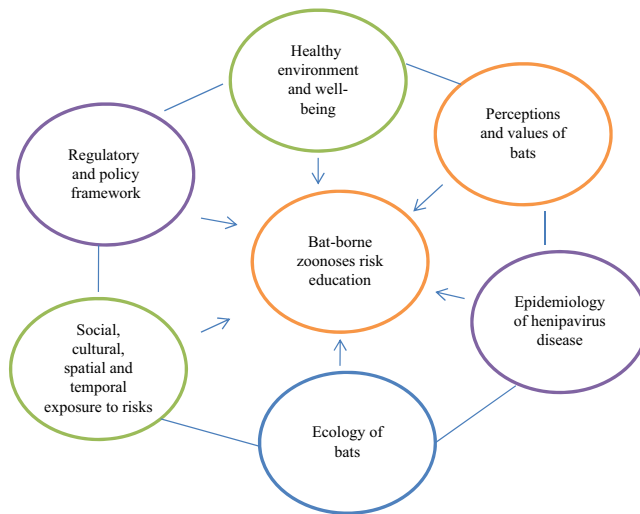 Healthy
environment
and well-
being
Perceptions
and values of
bats
Regulatory
and policy
framework
Bat-borne
zoonoses risk
education
Epidemiology
of henipavirus
disease
Social,
cultural,
spatial and
temporal
exposure to risks
Ecology of
bats